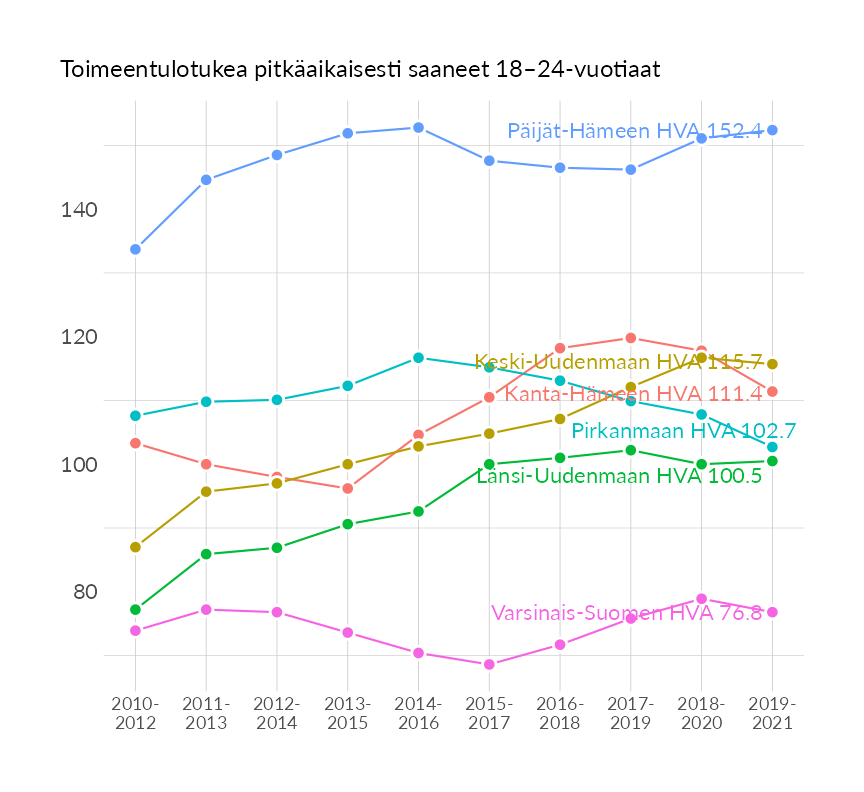 Toimeentulotukea pitkäaikaisesti saaneet 18–24-vuotiaat
Päijät-Hämeen HVA 152.4
140
120
Keski-Uudenmaan HVA 115.7
Kanta-Hämeen HVA 111.4
Pirkanmaan HVA 102.7
100
Länsi-Uudenmaan HVA 100.5
80
Varsinais-Suomen HVA 76.8
2010- 2011- 2012- 2013- 2014- 2015- 2016- 2017- 2018- 2019-
2012 2013 2014 2015 2016 2017 2018 2019 2020 2021